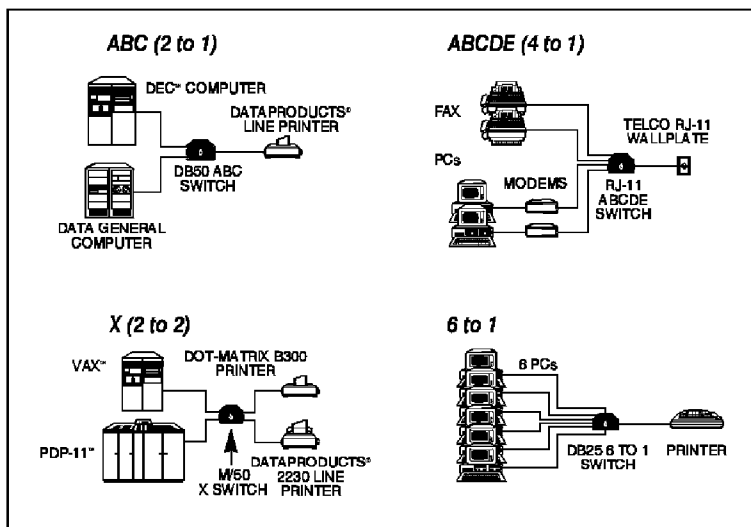 ABC (2 to 1)
DEC™ COMPUTER
DATAPRODUCTS®
LINE PRINTER
DB50 ABC
SWITCH
DATA GENERAL
COMPUTER
ABCDE (4 to 1)
FAX
TELCO RJ-11
WALLPLATE
PCs
MODEMS
RJ-11
ABCDE
SWITCH
X (2 to 2)
VAX™
DOT-MATRIX B300
PRINTER
PDP-11™
M/50
X SWITCH
DATAPRODUCTS®
2230 LINE
PRINTER
6 to 1
6 PCs
DB25 6 TO 1
SWITCH
PRINTER